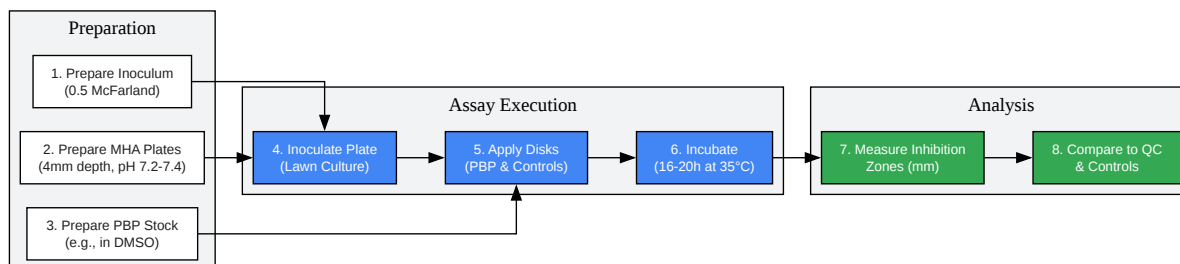 Preparation
1. Prepare Inoculum
(0.5 McFarland)
2. Prepare MHA Plates
(4mm depth, pH 7.2-7.4)
3. Prepare PBP Stock
(e.g., in DMSO)
Assay Execution
4. Inoculate Plate
(Lawn Culture)
5. Apply Disks
(PBP & Controls)
6. Incubate
(16-20h at 35°C)
Analysis
7. Measure Inhibition
Zones (mm)
8. Compare to QC
& Controls